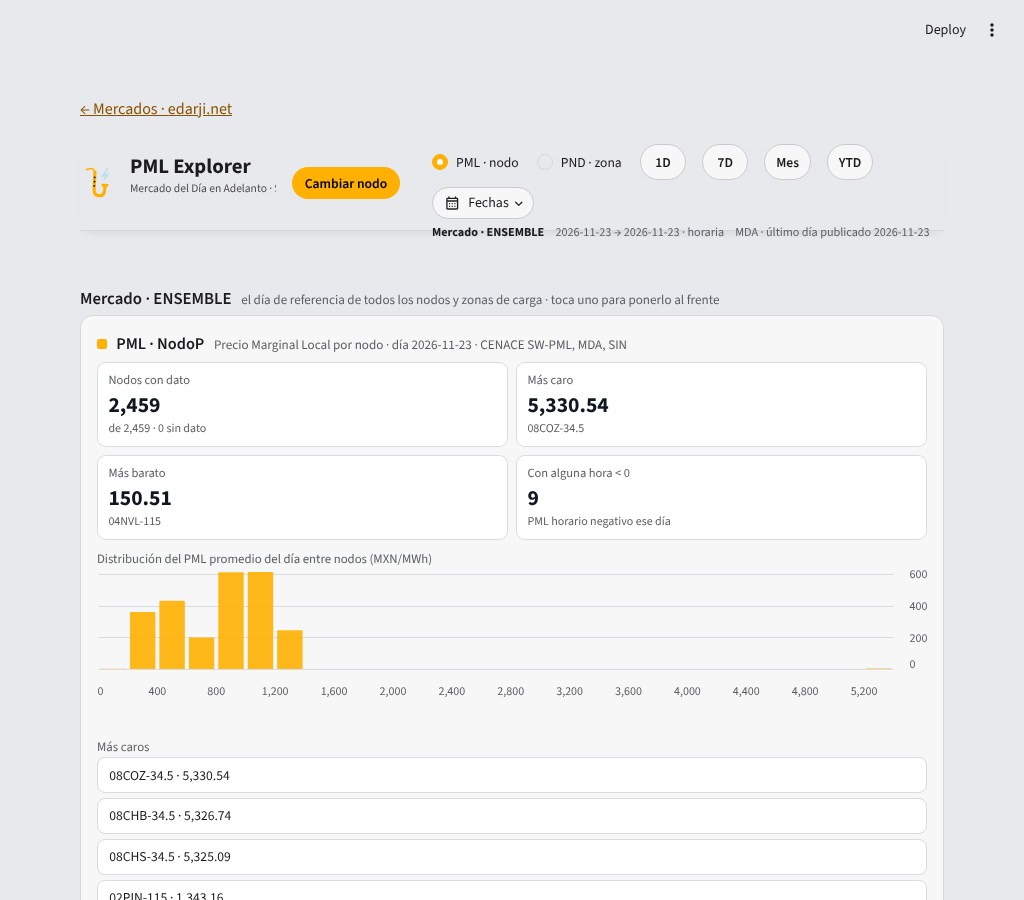 Deploy
← Mercados · edarji.net
PML Explorer
Mercado del Día en Adelanto ·
Cambiar nodo
PML · nodo
PND · zona
1D
7D
Mes
YTD
Fechas
Mercado · ENSEMBLE 2026-11-23 → 2026-11-23 · horaria MDA · último día publicado 2026-11-23
Mercado · ENSEMBLE el día de referencia de todos los nodos y zonas de carga · toca uno para ponerlo al frente
PML · NodoP Precio Marginal Local por nodo · día 2026-11-23 · CENACE SW-PML, MDA, SIN
Nodos con dato
2,459
de 2,459 · 0 sin dato
Más caro
5,330.54
08COZ-34.5
Más barato
150.51
04NVL-115
Con alguna hora < 0
9
PML horario negativo ese día
Distribución del PML promedio del día entre nodos (MXN/MWh)
600
400
200
0
0 400 800 1,200 1,600 2,000 2,400 2,800 3,200 3,600 4,000 4,400 4,800 5,200
Más caros
08COZ-34.5 · 5,330.54
08CHB-34.5 · 5,326.74
08CHS-34.5 · 5,325.09
02PIN-115 · 1,343.16